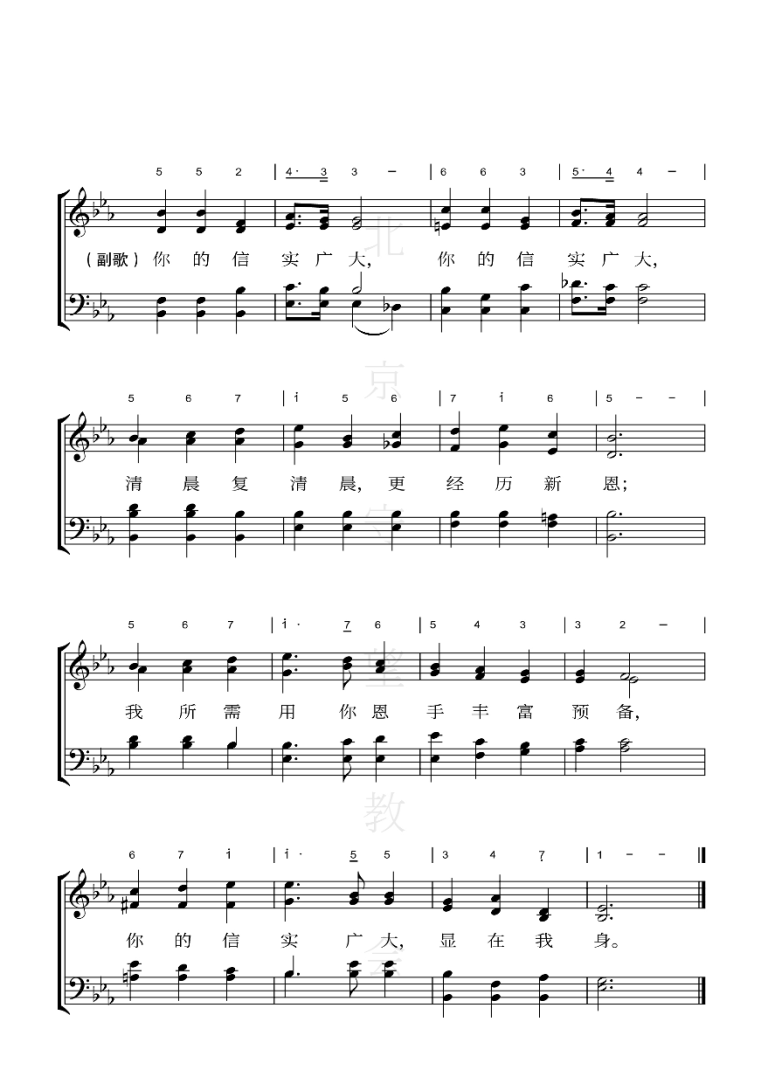 5 5 2 | 4· 3 3 – | 6 6 3 | 5· 4 4 – |
（副歌）你 的 信 实 广 大， 你 的 信 实 广 大，
5 6 7 | i 5 6 | 7 i 6 | 5 – – |
清 晨 复 清 晨，更 经 历 新 恩；
5 6 7 | i · 7 6 | 5 4 3 | 3 2 – |
我 所 需 用 你 恩 手 丰 富 预 备，
6 7 i | i · 5 5 | 3 4 7̣ | 1 – – ‖
你 的 信 实 广 大，显 在 我 身。
北
京
守
望
教
会